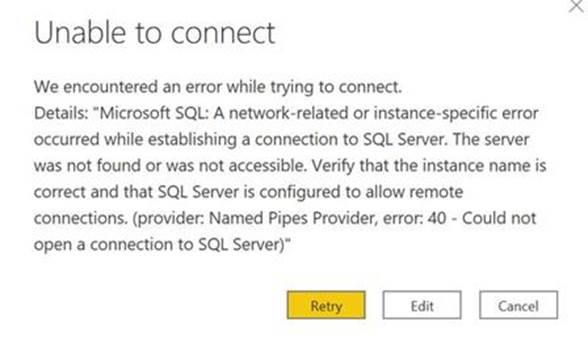 Unable to connect
We encountered an error while trying to connect.
Details: "Microsoft SQL: A network-related or instance-specific error
occurred while establishing a connection to SQL Server. The server
was not found or was not accessible. Verify that the instance name is
correct and that SQL Server is configured to allow remote
connections. (provider: Named Pipes Provider, error: 40 - Could not
open a connection to SQL Server)"
Retry
Edit
Cancel